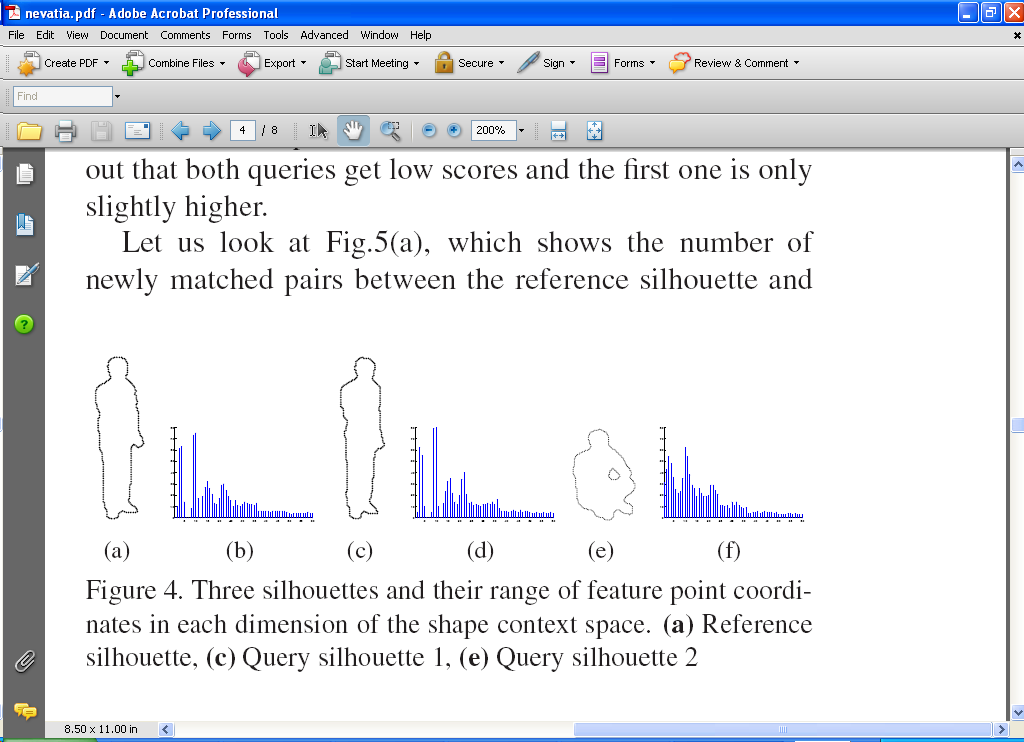 nevatia.pdf - Adobe Acrobat Professional
File Edit View Document Comments Forms Tools Advanced Window Help
Create PDF Combine Files Export Start Meeting Secure Sign Forms Review & Comment
Find
4 / 8 200%
out that both queries get low scores and the first one is only
slightly higher.
Let us look at Fig.5(a), which shows the number of
newly matched pairs between the reference silhouette and
(a) (b) (c) (d) (e) (f)
Figure 4. Three silhouettes and their range of feature point coordi-
nates in each dimension of the shape context space. (a) Reference
silhouette, (c) Query silhouette 1, (e) Query silhouette 2
8.50 x 11.00 in